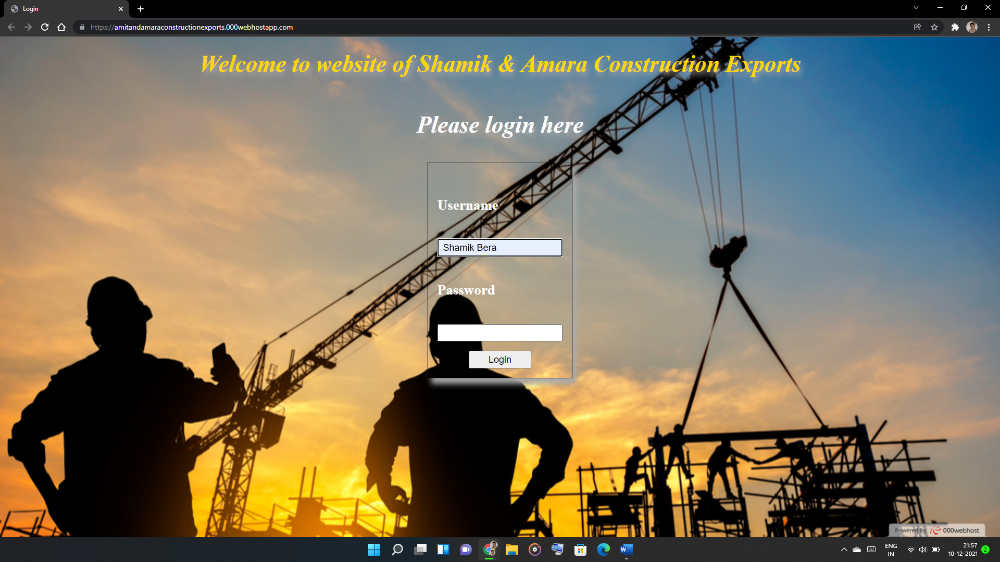 Login
https://amitandamaraconstructionexports.000webhostapp.com
Welcome to website of Shamik & Amara Construction Exports
Please login here
Username
Shamik Bera
Password
Login
Powered by 000webhost
ENG
IN
21:57
10-12-2021
2